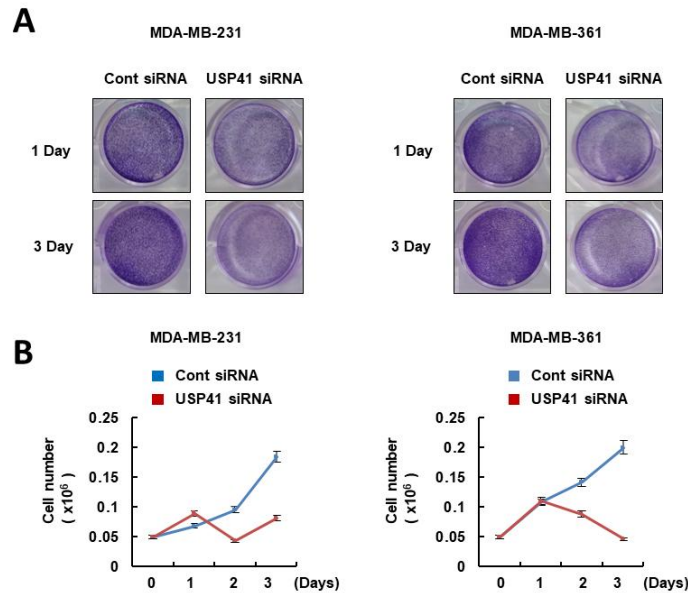 A
MDA-MB-231
MDA-MB-361
Cont siRNA USP41 siRNA
Cont siRNA USP41 siRNA
1 Day
1 Day
3 Day
3 Day
B
MDA-MB-231
Cont siRNA
USP41 siRNA
Cell number
( x10⁶ )
0.25
0.2
0.15
0.1
0.05
0
0 1 2 3 (Days)
MDA-MB-361
Cont siRNA
USP41 siRNA
Cell number
( x10⁶ )
0.25
0.2
0.15
0.1
0.05
0
0 1 2 3 (Days)